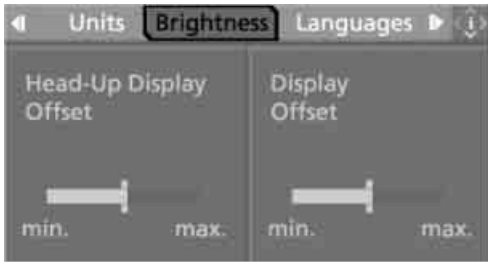 Units Brightness Languages i
Head-Up Display Offset
Display Offset
min. max. min. max.